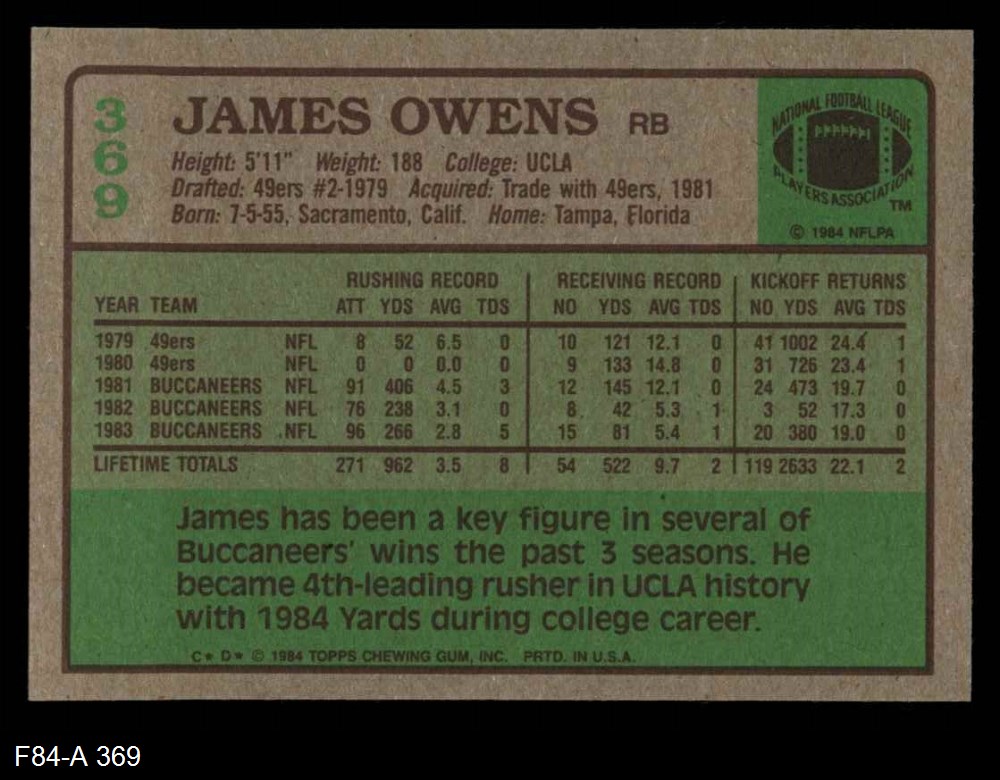 369
JAMES OWENS RB
Height: 5'11" Weight: 188 College: UCLA
Drafted: 49ers #2-1979 Acquired: Trade with 49ers, 1981
Born: 7-5-55, Sacramento, Calif. Home: Tampa, Florida
NATIONAL FOOTBALL LEAGUE
PLAYERS ASSOCIATION
TM
© 1984 NFLPA
RUSHING RECORD RECEIVING RECORD KICKOFF RETURNS
YEAR TEAM ATT YDS AVG TDS NO YDS AVG TDS NO YDS AVG TDS
1979 49ers NFL 8 52 6.5 0 10 121 12.1 0 41 1002 24.4 1
1980 49ers NFL 0 0 0.0 0 9 133 14.8 0 31 726 23.4 1
1981 BUCCANEERS NFL 91 406 4.5 3 12 145 12.1 0 24 473 19.7 0
1982 BUCCANEERS NFL 76 238 3.1 0 8 42 5.3 1 3 52 17.3 0
1983 BUCCANEERS NFL 96 266 2.8 5 15 81 5.4 1 20 380 19.0 0
LIFETIME TOTALS 271 962 3.5 8 54 522 9.7 2 119 2633 22.1 2
James has been a key figure in several of
Buccaneers' wins the past 3 seasons. He
became 4th-leading rusher in UCLA history
with 1984 Yards during college career.
C* D* © 1984 TOPPS CHEWING GUM, INC. PRTD. IN U.S.A.
F84-A 369